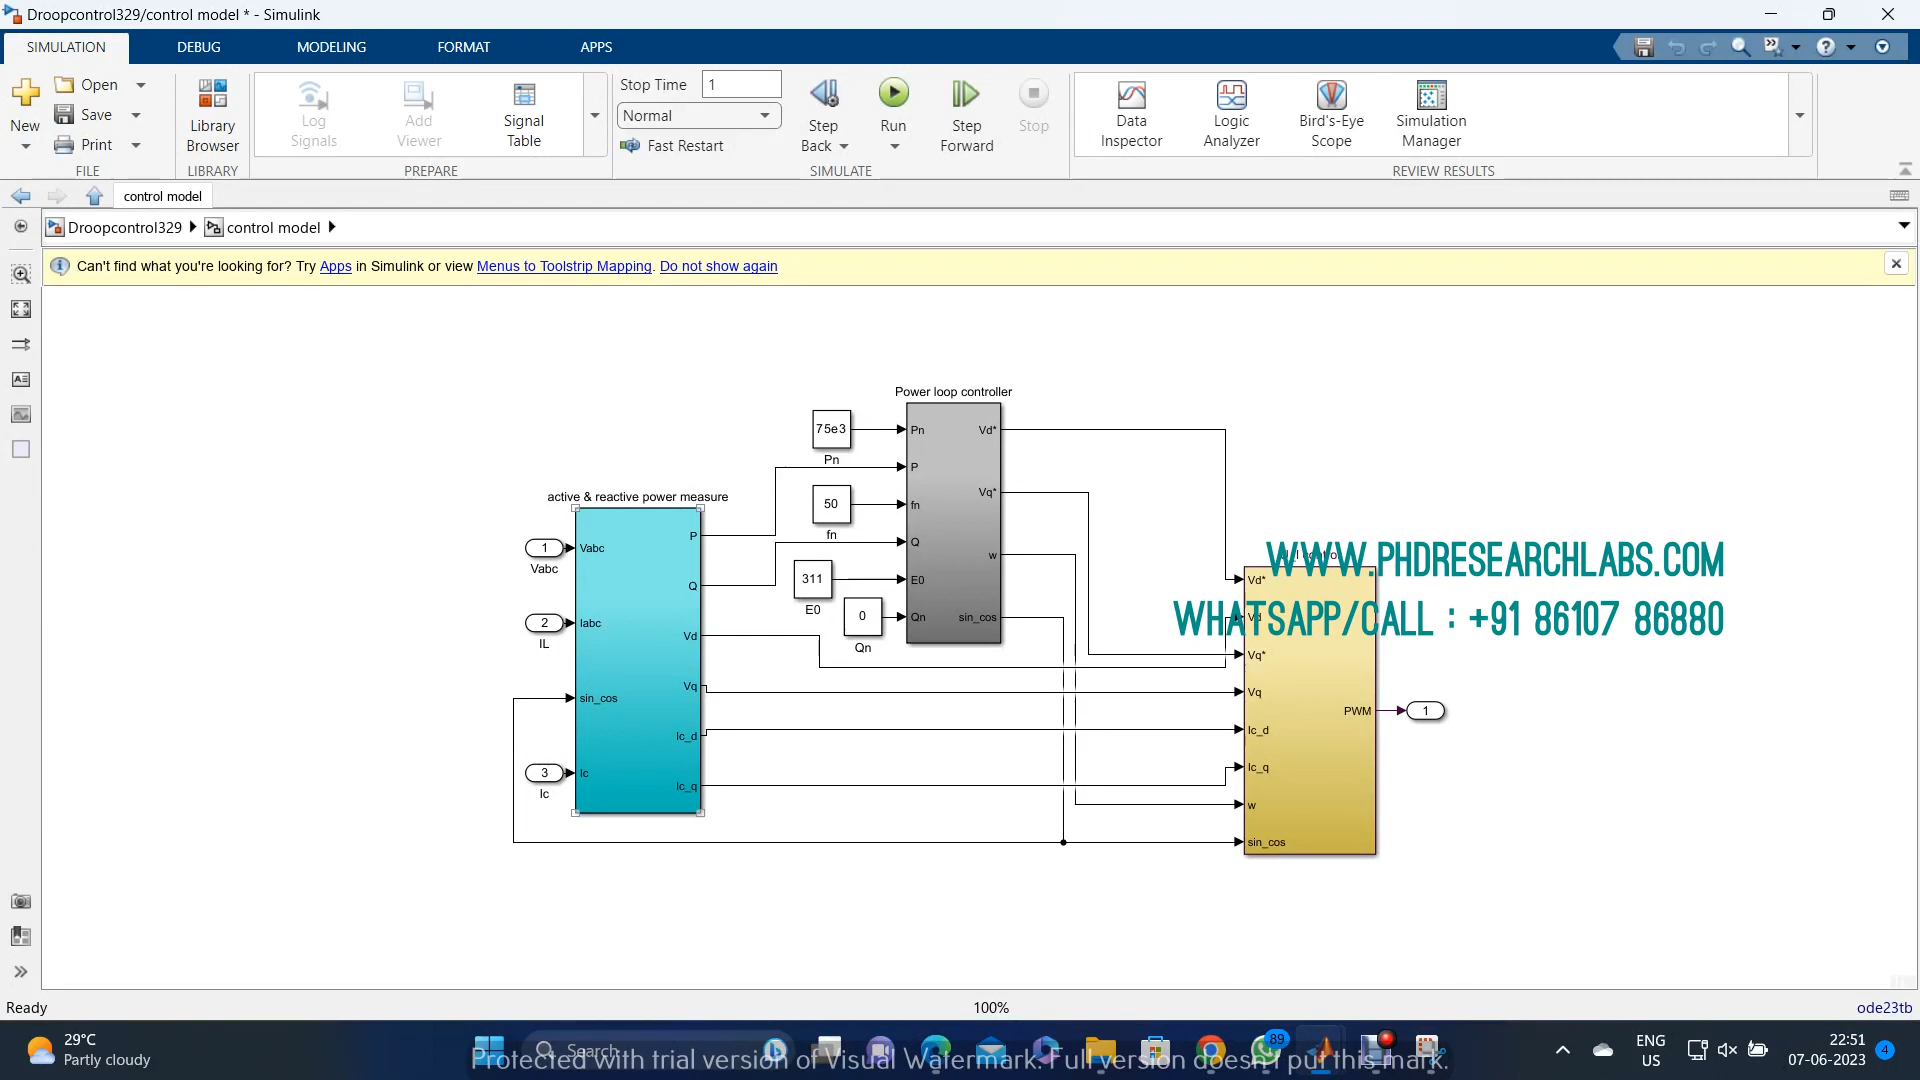 Droopcontrol329/control model * - Simulink
SIMULATION DEBUG MODELING FORMAT APPS
New
Open
Save
Print
FILE
Library Browser
LIBRARY
Log Signals
Add Viewer
Signal Table
PREPARE
Stop Time 1
Normal
Fast Restart
Step Back
Run
Step Forward
Stop
SIMULATE
Data Inspector
Logic Analyzer
Bird's-Eye Scope
Simulation Manager
REVIEW RESULTS
control model
Droopcontrol329 control model
Can't find what you're looking for? Try Apps in Simulink or view Menus to Toolstrip Mapping. Do not show again
Power loop controller
75e3
Pn
50
fn
311
E0
0
Qn
Pn
P
fn
Q
E0
Qn
Vd*
Vq*
w
sin_cos
active & reactive power measure
1
Vabc
2
IL
3
Ic
Vabc
Iabc
sin_cos
Ic
P
Q
Vd
Vq
Ic_d
Ic_q
WWW.PHDRESEARCHLABS.COM
WHATSAPP/CALL : +91 86107 86880
Vd*
Vq*
Vq
Ic_d
Ic_q
w
sin_cos
PWM
1
Ready 100% ode23tb
29°C
Partly cloudy
Search
Protected with trial version of Visual Watermark. Full version doesn't put this mark.
89
ENG
US
22:51
07-06-2023
4